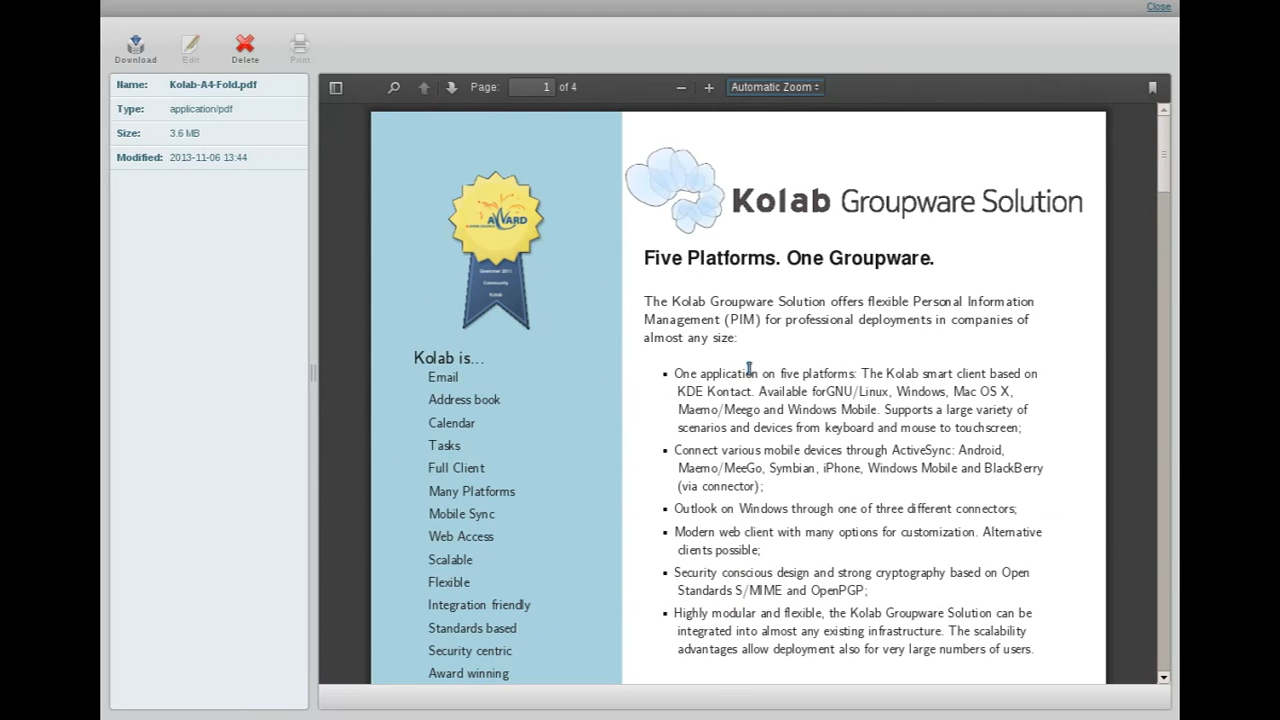 Close
Download
Edit
Delete
Print
Name: Kolab-A4-Fold.pdf
Type: application/pdf
Size: 3.6 MB
Modified: 2013-11-06 13:44
Page: 1 of 4
Automatic Zoom
AWARD
Community
Kolab
Kolab is...
Email
Address book
Calendar
Tasks
Full Client
Many Platforms
Mobile Sync
Web Access
Scalable
Flexible
Integration friendly
Standards based
Security centric
Award winning
Kolab Groupware Solution
Five Platforms. One Groupware.
The Kolab Groupware Solution offers flexible Personal Information
Management (PIM) for professional deployments in companies of
almost any size:
▪ One application on five platforms: The Kolab smart client based on
KDE Kontact. Available forGNU/Linux, Windows, Mac OS X,
Maemo/Meego and Windows Mobile. Supports a large variety of
scenarios and devices from keyboard and mouse to touchscreen;
▪ Connect various mobile devices through ActiveSync: Android,
Maemo/MeeGo, Symbian, iPhone, Windows Mobile and BlackBerry
(via connector);
▪ Outlook on Windows through one of three different connectors;
▪ Modern web client with many options for customization. Alternative
clients possible;
▪ Security conscious design and strong cryptography based on Open
Standards S/MIME and OpenPGP;
▪ Highly modular and flexible, the Kolab Groupware Solution can be
integrated into almost any existing infrastructure. The scalability
advantages allow deployment also for very large numbers of users.